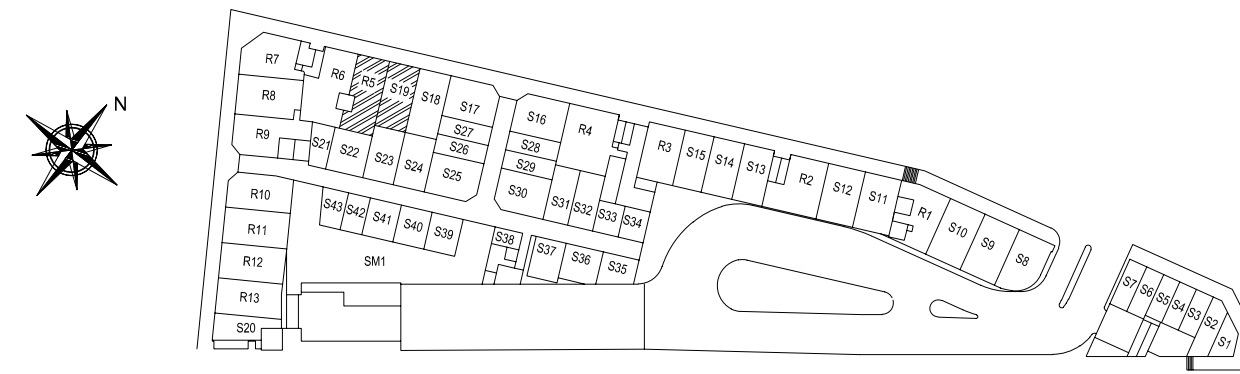 N
R7
R6
R5
S19
S18
S17
R8
S27
S26
R9
S21
S22
S23
S24
S25
S16
R4
S28
S29
S30
S31
S32
S33
S34
R3
S15
S14
S13
R2
S12
S11
R1
S10
S9
S8
R10
S43
S42
S41
S40
S39
S38
S37
S36
S35
R11
R12
SM1
R13
S20
S7
S6
S5
S4
S3
S2
S1